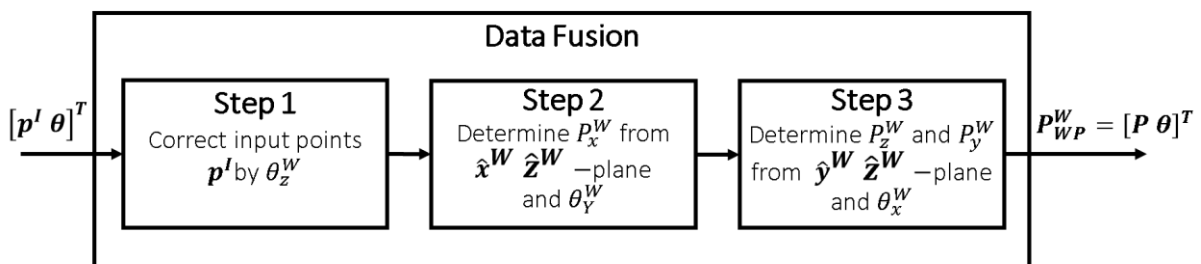 Data Fusion
[p^I θ]^T
Step 1
Correct input points
p^I by θ_z^W
Step 2
Determine P_x^W from
x̂^W ẑ^W −plane
and θ_Y^W
Step 3
Determine P_z^W and P_y^W
from ŷ^W ẑ^W −plane
and θ_x^W
P_WP^W = [P θ]^T